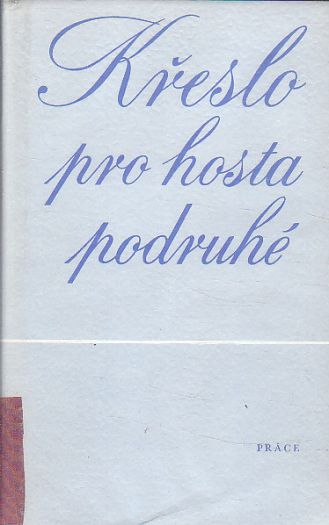 Křeslo
pro hosta
podruhé
PRÁCE